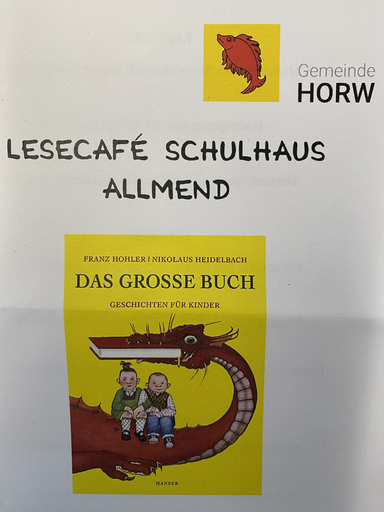 Gemeinde
HORW
LESECAFÉ SCHULHAUS
ALLMEND
FRANZ HOHLER | NIKOLAUS HEIDELBACH
DAS GROSSE BUCH
GESCHICHTEN FÜR KINDER
HANSER